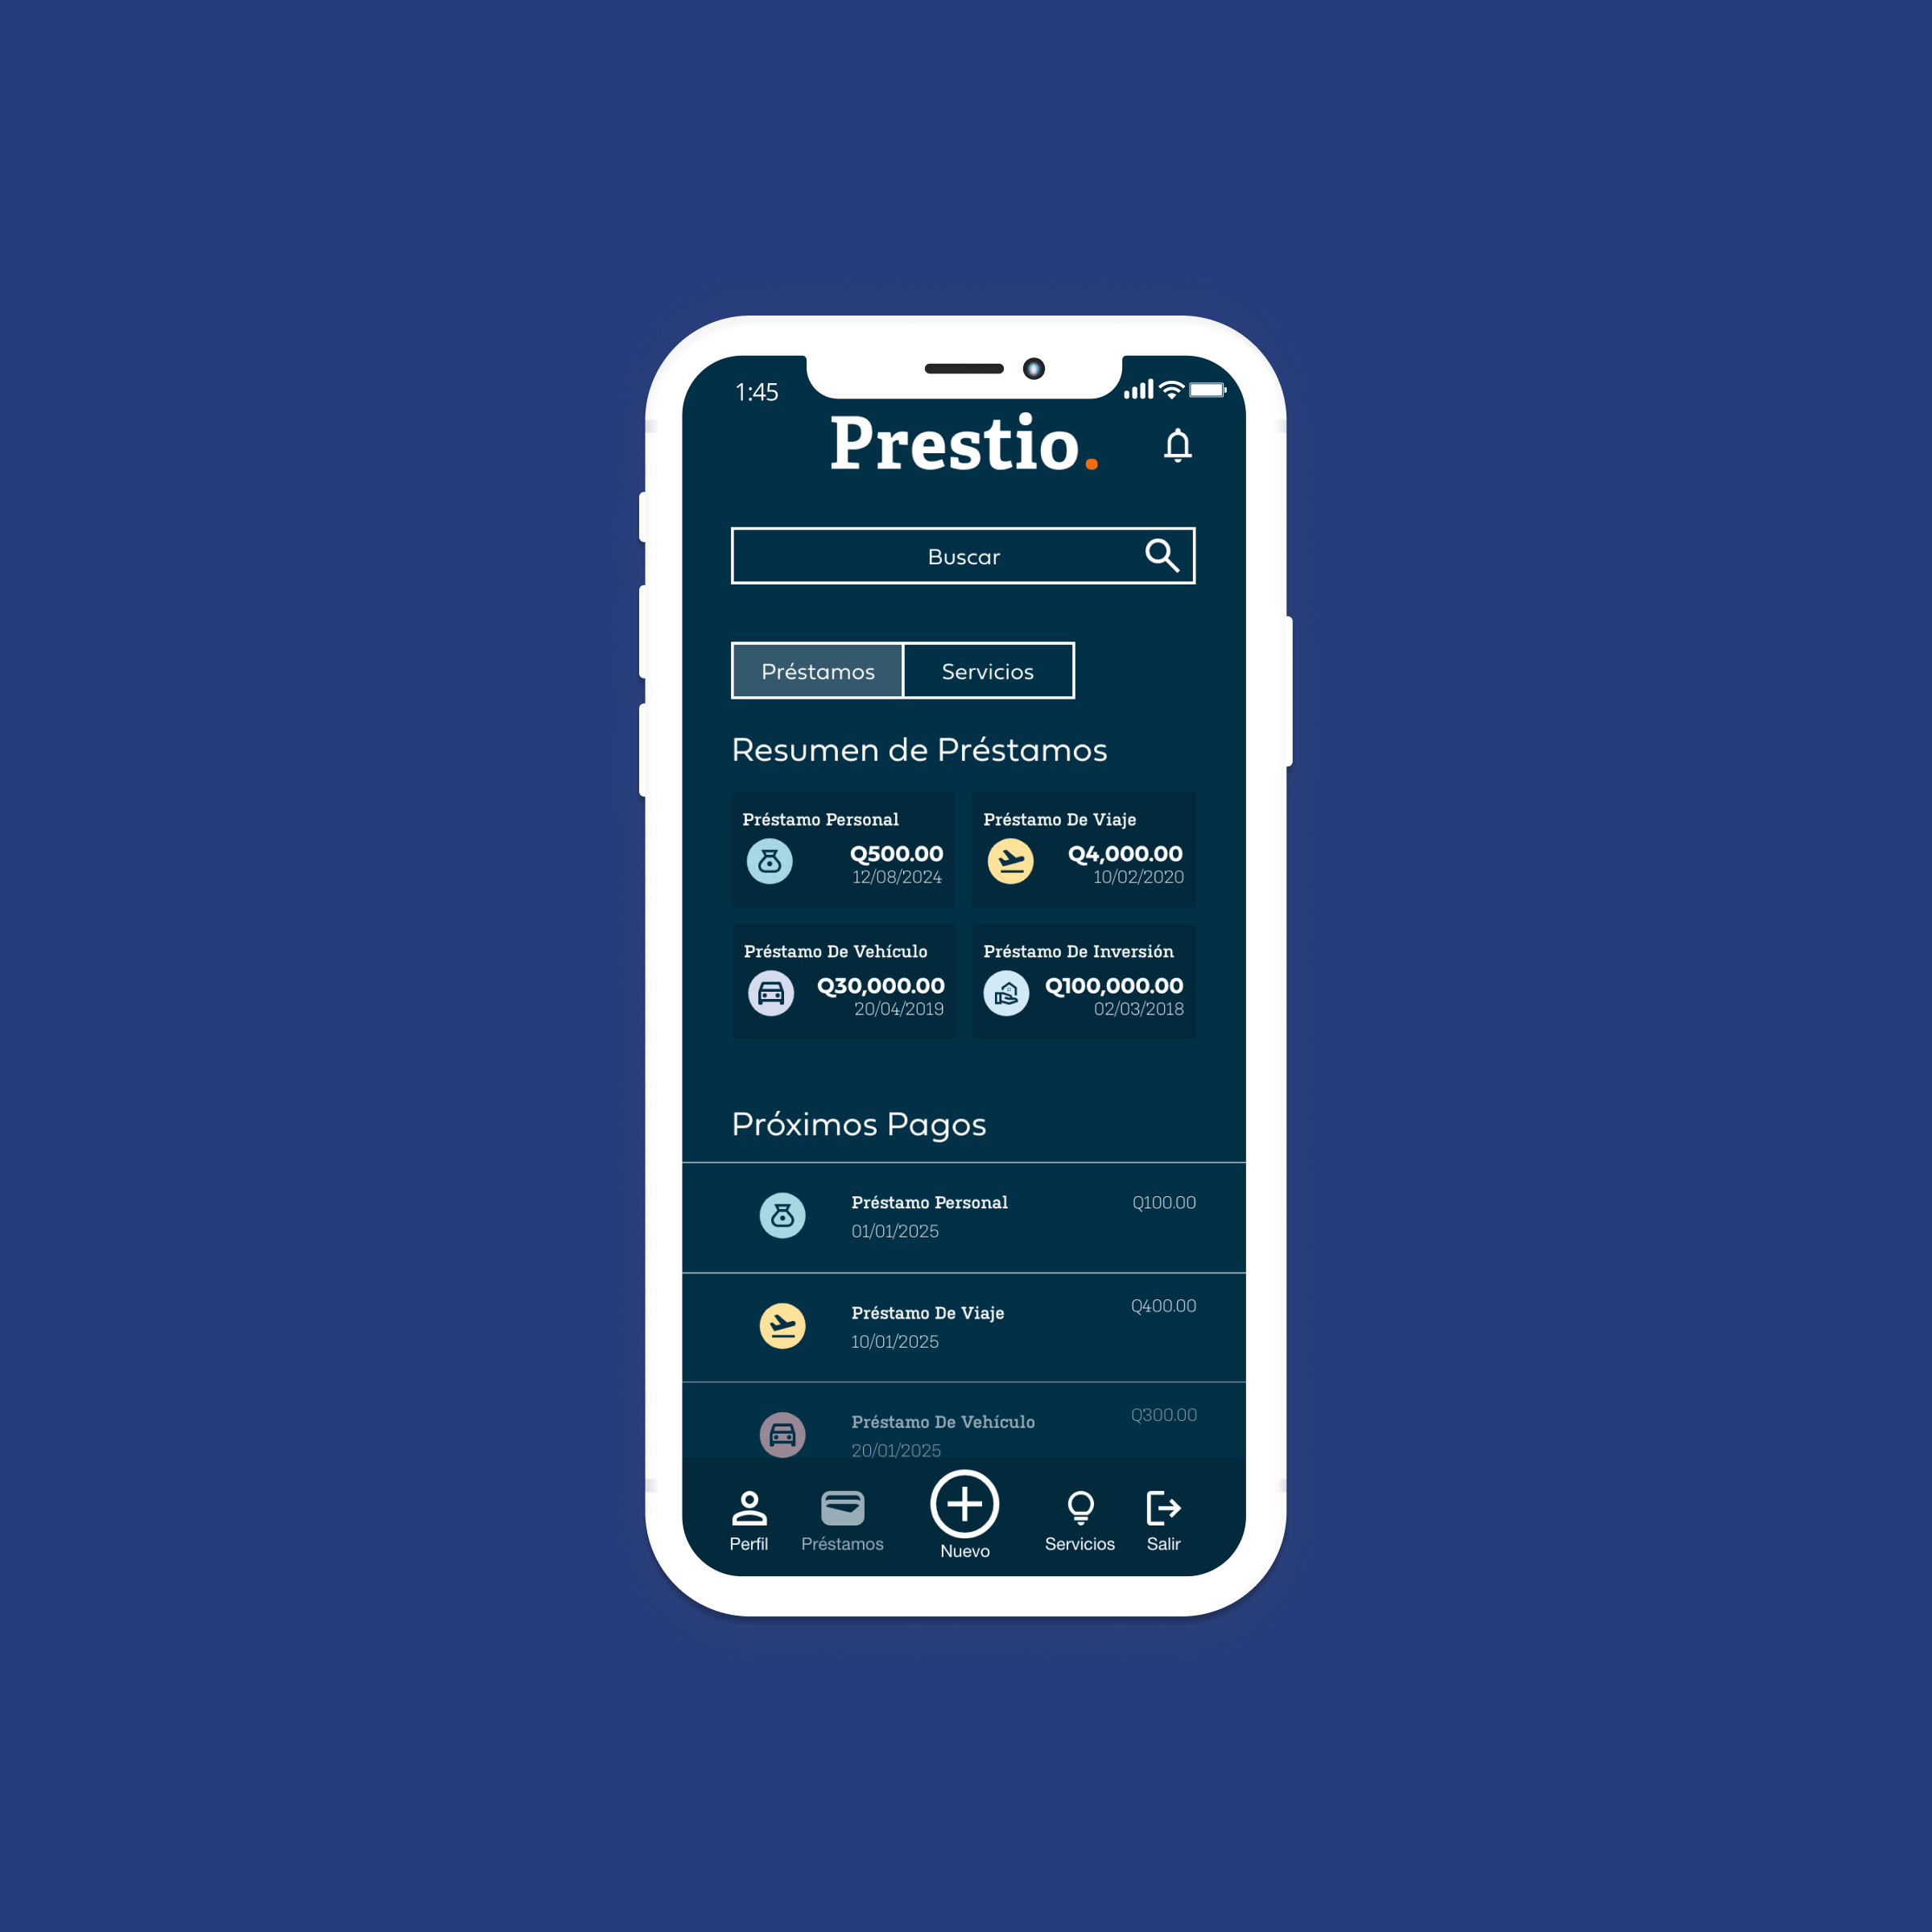 1:45
Prestio.
Buscar
Préstamos
Servicios
Resumen de Préstamos
Préstamo Personal
Q500.00
12/08/2024
Préstamo De Viaje
Q4,000.00
10/02/2020
Préstamo De Vehículo
Q30,000.00
20/04/2019
Préstamo De Inversión
Q100,000.00
02/03/2018
Próximos Pagos
Préstamo Personal
Q100.00
01/01/2025
Préstamo De Viaje
Q400.00
10/01/2025
Préstamo De Vehículo
Q300.00
20/01/2025
Perfil
Préstamos
Nuevo
Servicios
Salir